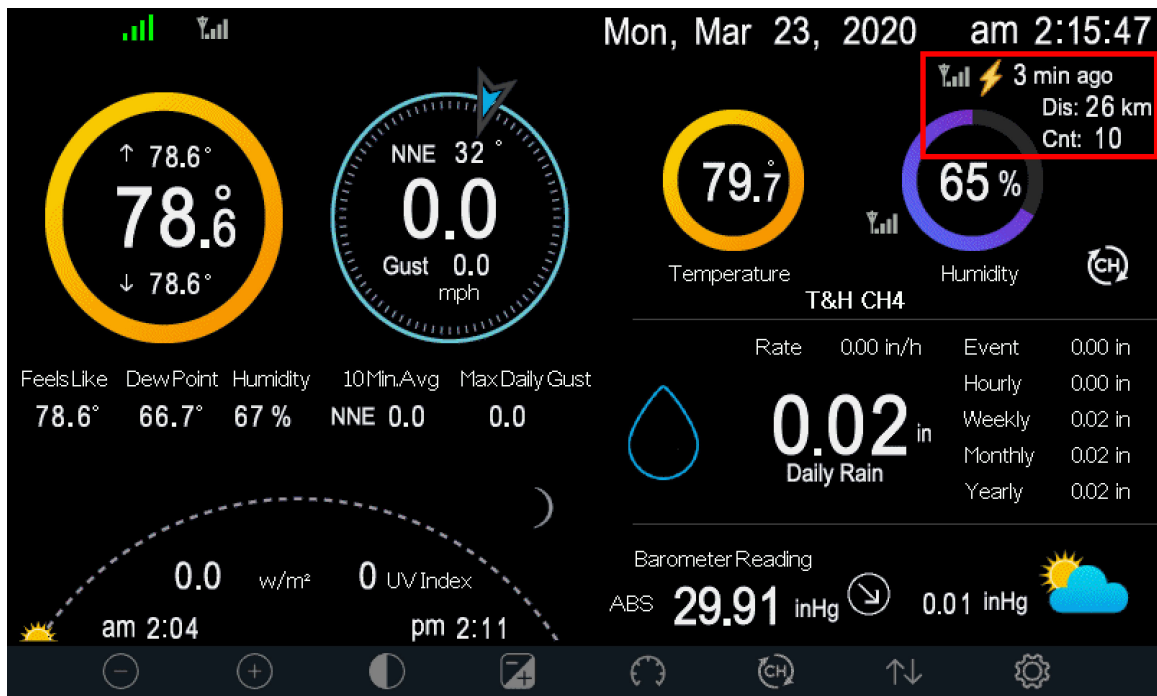 Mon, Mar 23, 2020 am 2:15:47
3 min ago
Dis: 26 km
Cnt: 10
↑ 78.6°
78.6°
↓ 78.6°
NNE 32 °
0.0
Gust 0.0
mph
79.7°
65 %
Temperature Humidity
CH
T&H CH4
Feels Like Dew Point Humidity 10Min.Avg Max Daily Gust
78.6° 66.7° 67 % NNE 0.0 0.0
Rate 0.00 in/h
0.02 in
Daily Rain
Event 0.00 in
Hourly 0.00 in
Weekly 0.02 in
Monthly 0.02 in
Yearly 0.02 in
0.0 w/m² 0 UV Index
am 2:04 pm 2:11
Barometer Reading
ABS 29.91 inHg 0.01 inHg
CH